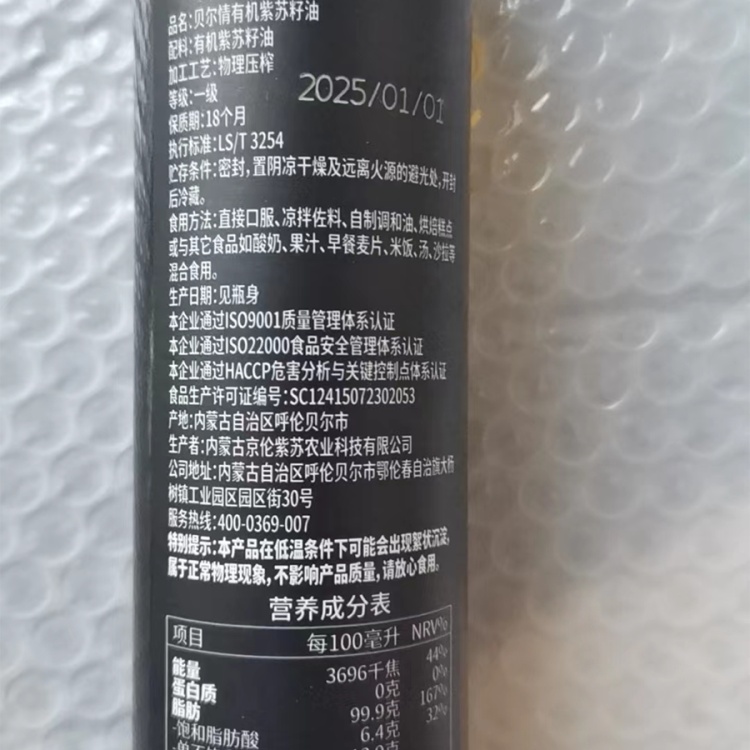 品名:贝尔情有机紫苏籽油
配料:有机紫苏籽油
加工工艺:物理压榨
等级:一级
2025/01/01
保质期:18个月
执行标准:LS/T 3254
贮存条件:密封,置阴凉干燥及远离火源的避光处,开封
后冷藏。
食用方法:直接口服、凉拌佐料、自制调和油、烘焙糕点
或与其它食品如酸奶、果汁、早餐麦片、米饭、汤、沙拉等
混合食用。
生产日期:见瓶身
本企业通过ISO9001质量管理体系认证
本企业通过ISO22000食品安全管理体系认证
本企业通过HACCP危害分析与关键控制点体系认证
食品生产许可证编号:SC12415072302053
产地:内蒙古自治区呼伦贝尔市
生产者:内蒙古京伦紫苏农业科技有限公司
公司地址:内蒙古自治区呼伦贝尔市鄂伦春自治旗大杨
树镇工业园区园区街30号
服务热线:400-0369-007
特别提示:本产品在低温条件下可能会出现絮状沉淀,
属于正常物理现象,不影响产品质量,请放心食用。
营养成分表
项目 每100毫升 NRV%
能量 3696千焦 44%
蛋白质 0克 0%
脂肪 99.9克 167%
-饱和脂肪酸 6.4克 32%